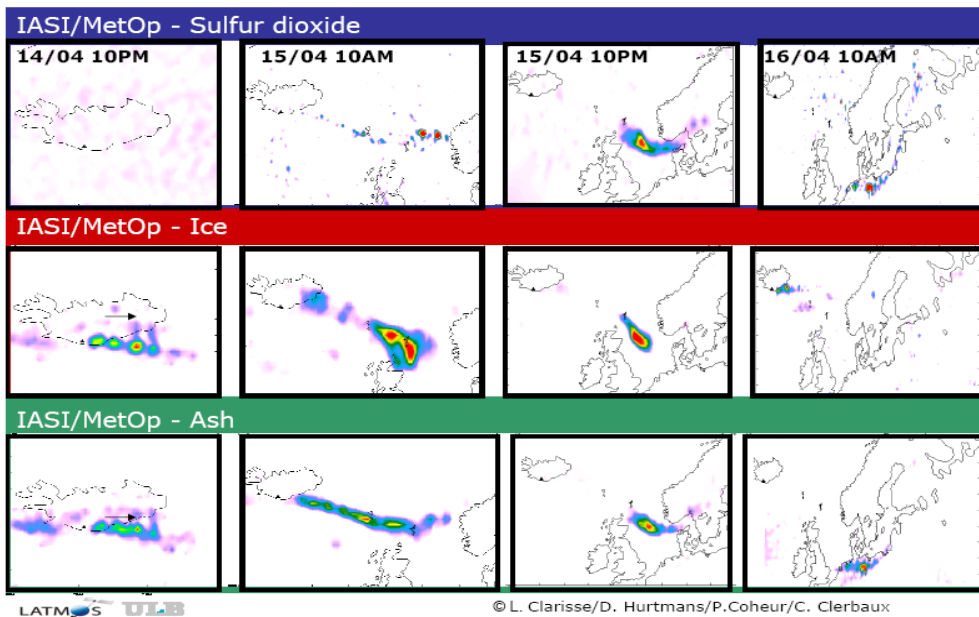 IASI/MetOp - Sulfur dioxide
14/04 10PM
15/04 10AM
15/04 10PM
16/04 10AM
IASI/MetOp - Ice
IASI/MetOp - Ash
LATMOS ULB
© L. Clarisse/D. Hurtmans/P.Coheur/C. Clerbaux